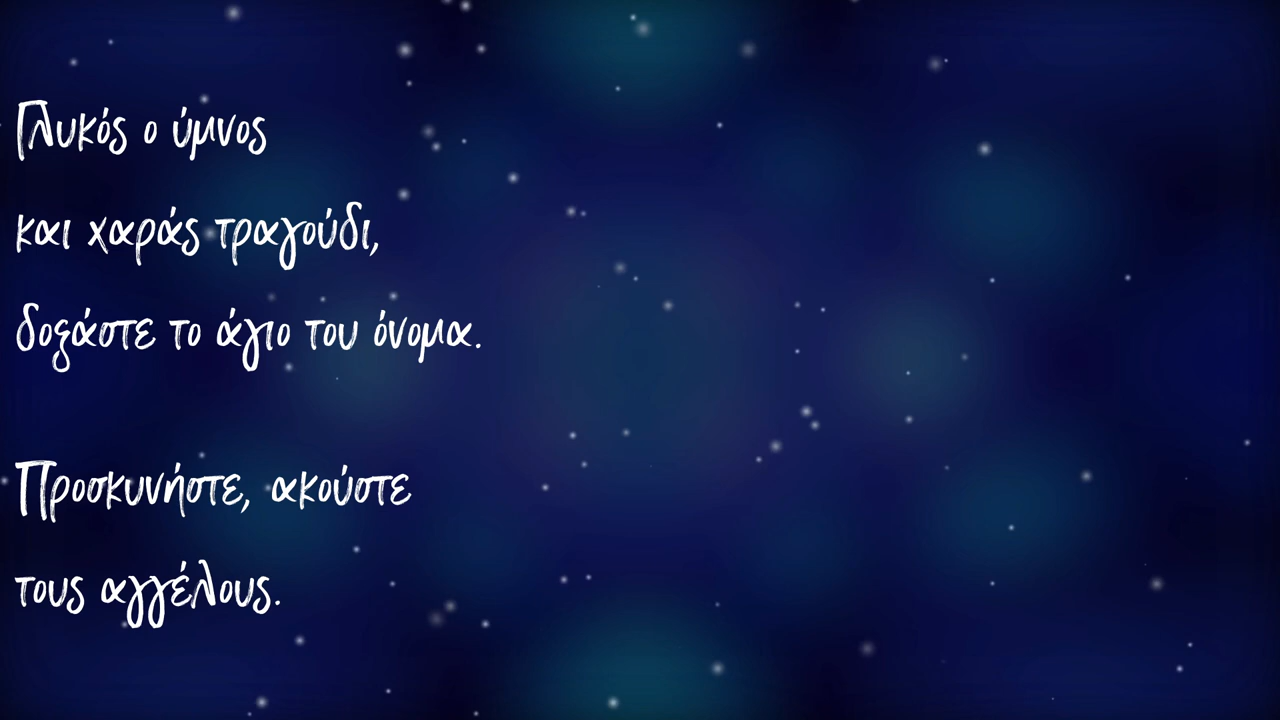 Γλυκός ο ύμνος
και χαράς τραγούδι,
δοξάστε το άγιο του όνομα.
Προσκυνήστε, ακούστε
τους αγγέλους.